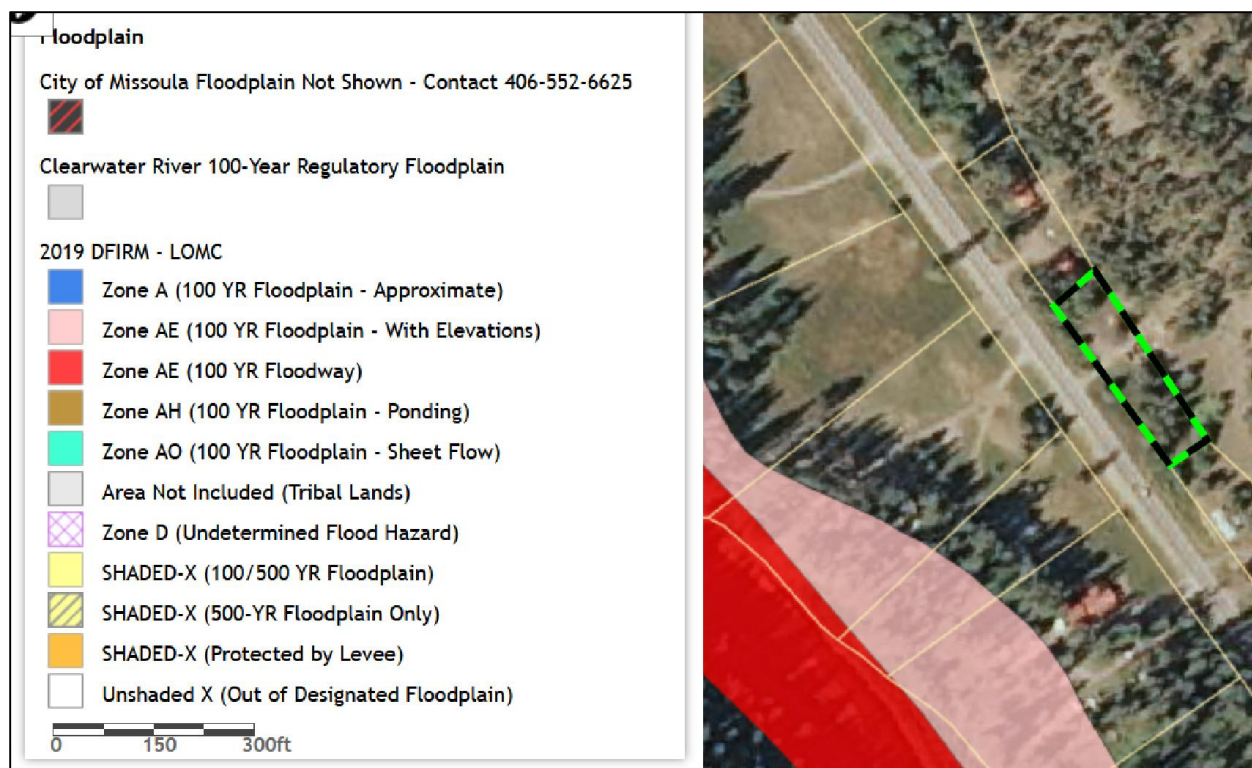 Floodplain
City of Missoula Floodplain Not Shown - Contact 406-552-6625
Clearwater River 100-Year Regulatory Floodplain
2019 DFIRM - LOMC
Zone A (100 YR Floodplain - Approximate)
Zone AE (100 YR Floodplain - With Elevations)
Zone AE (100 YR Floodway)
Zone AH (100 YR Floodplain - Ponding)
Zone AO (100 YR Floodplain - Sheet Flow)
Area Not Included (Tribal Lands)
Zone D (Undetermined Flood Hazard)
SHADED-X (100/500 YR Floodplain)
SHADED-X (500-YR Floodplain Only)
SHADED-X (Protected by Levee)
Unshaded X (Out of Designated Floodplain)
0 150 300ft